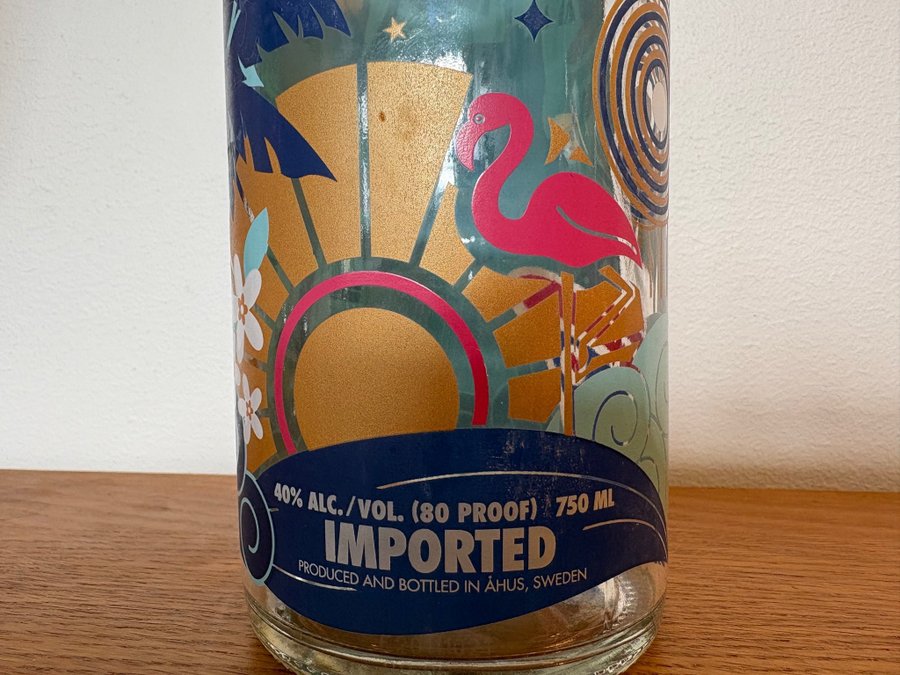 40% ALC./VOL. (80 PROOF) 750 ML
IMPORTED
PRODUCED AND BOTTLED IN ÅHUS, SWEDEN